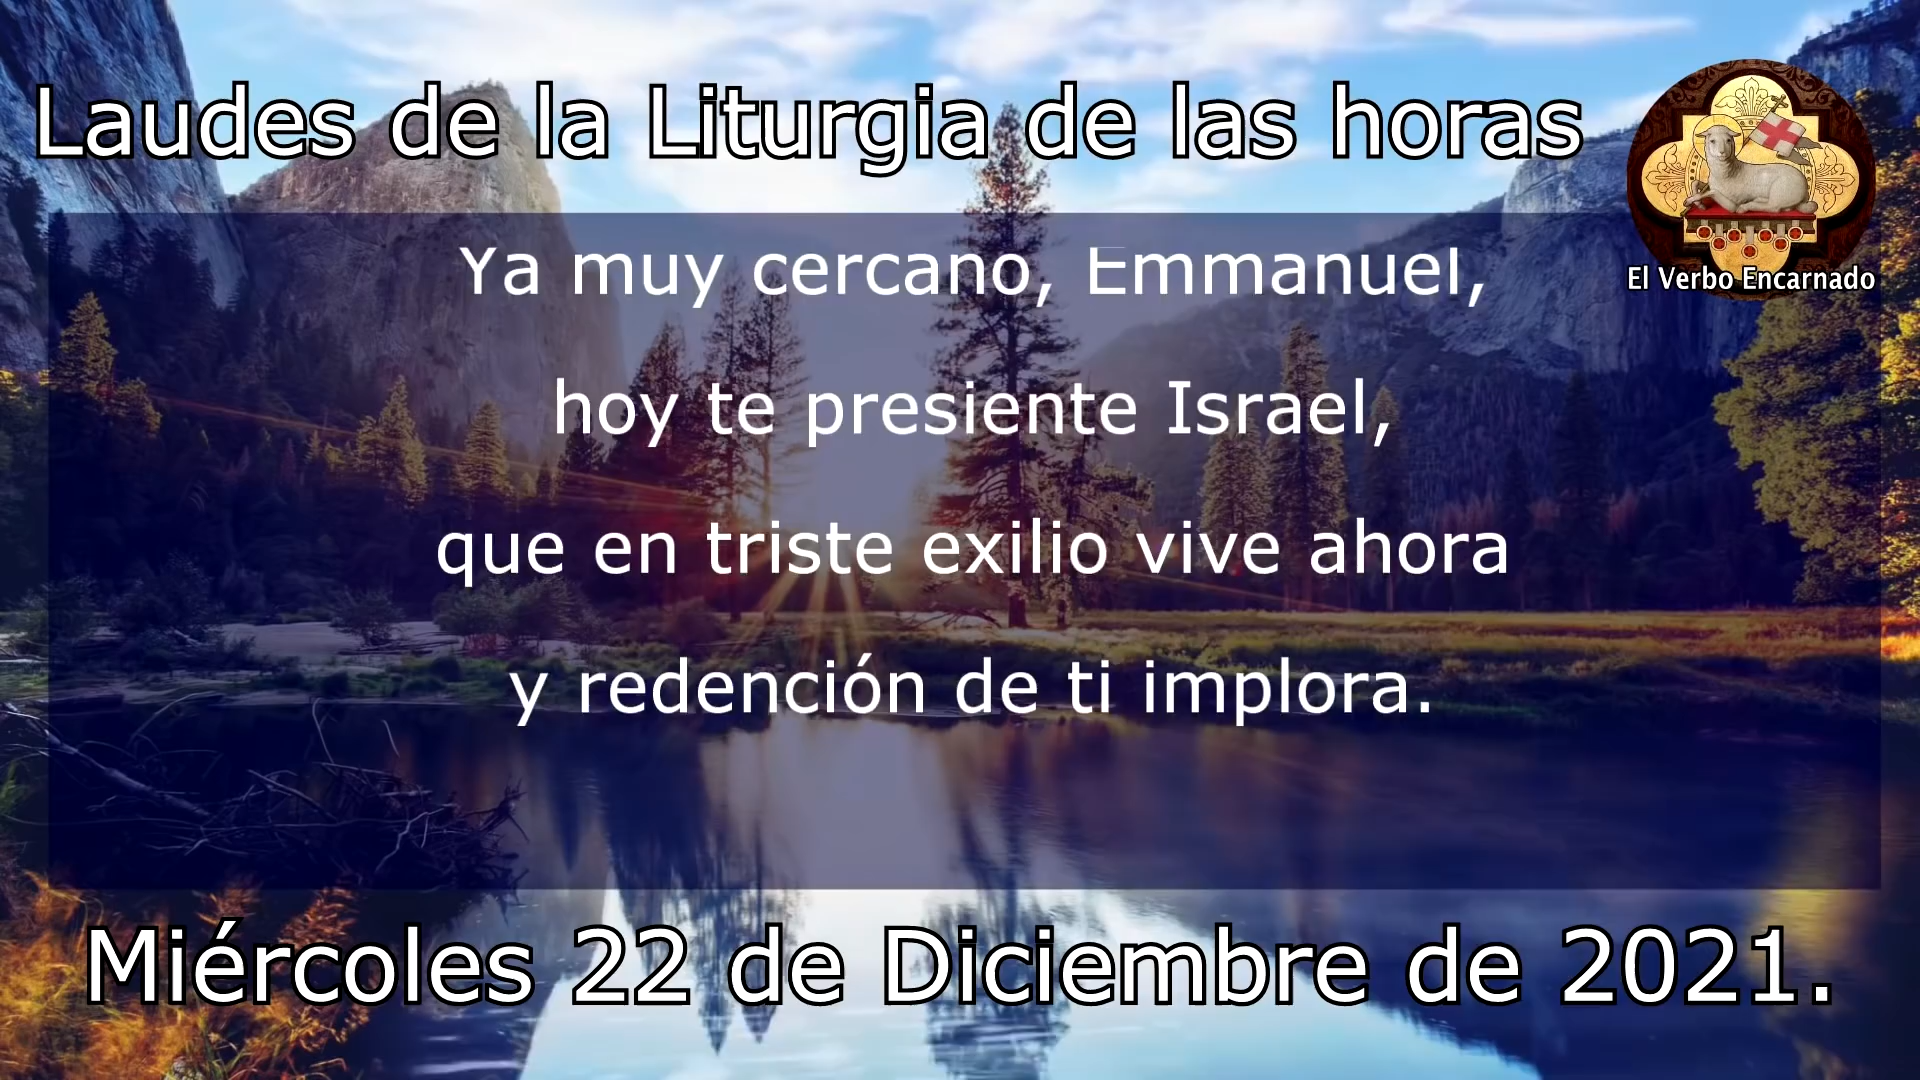 Laudes de la Liturgia de las horas
El Verbo Encarnado
Ya muy cercano, Emmanuel,
hoy te presiente Israel,
que en triste exilio vive ahora
y redención de ti implora.
Miércoles 22 de Diciembre de 2021.